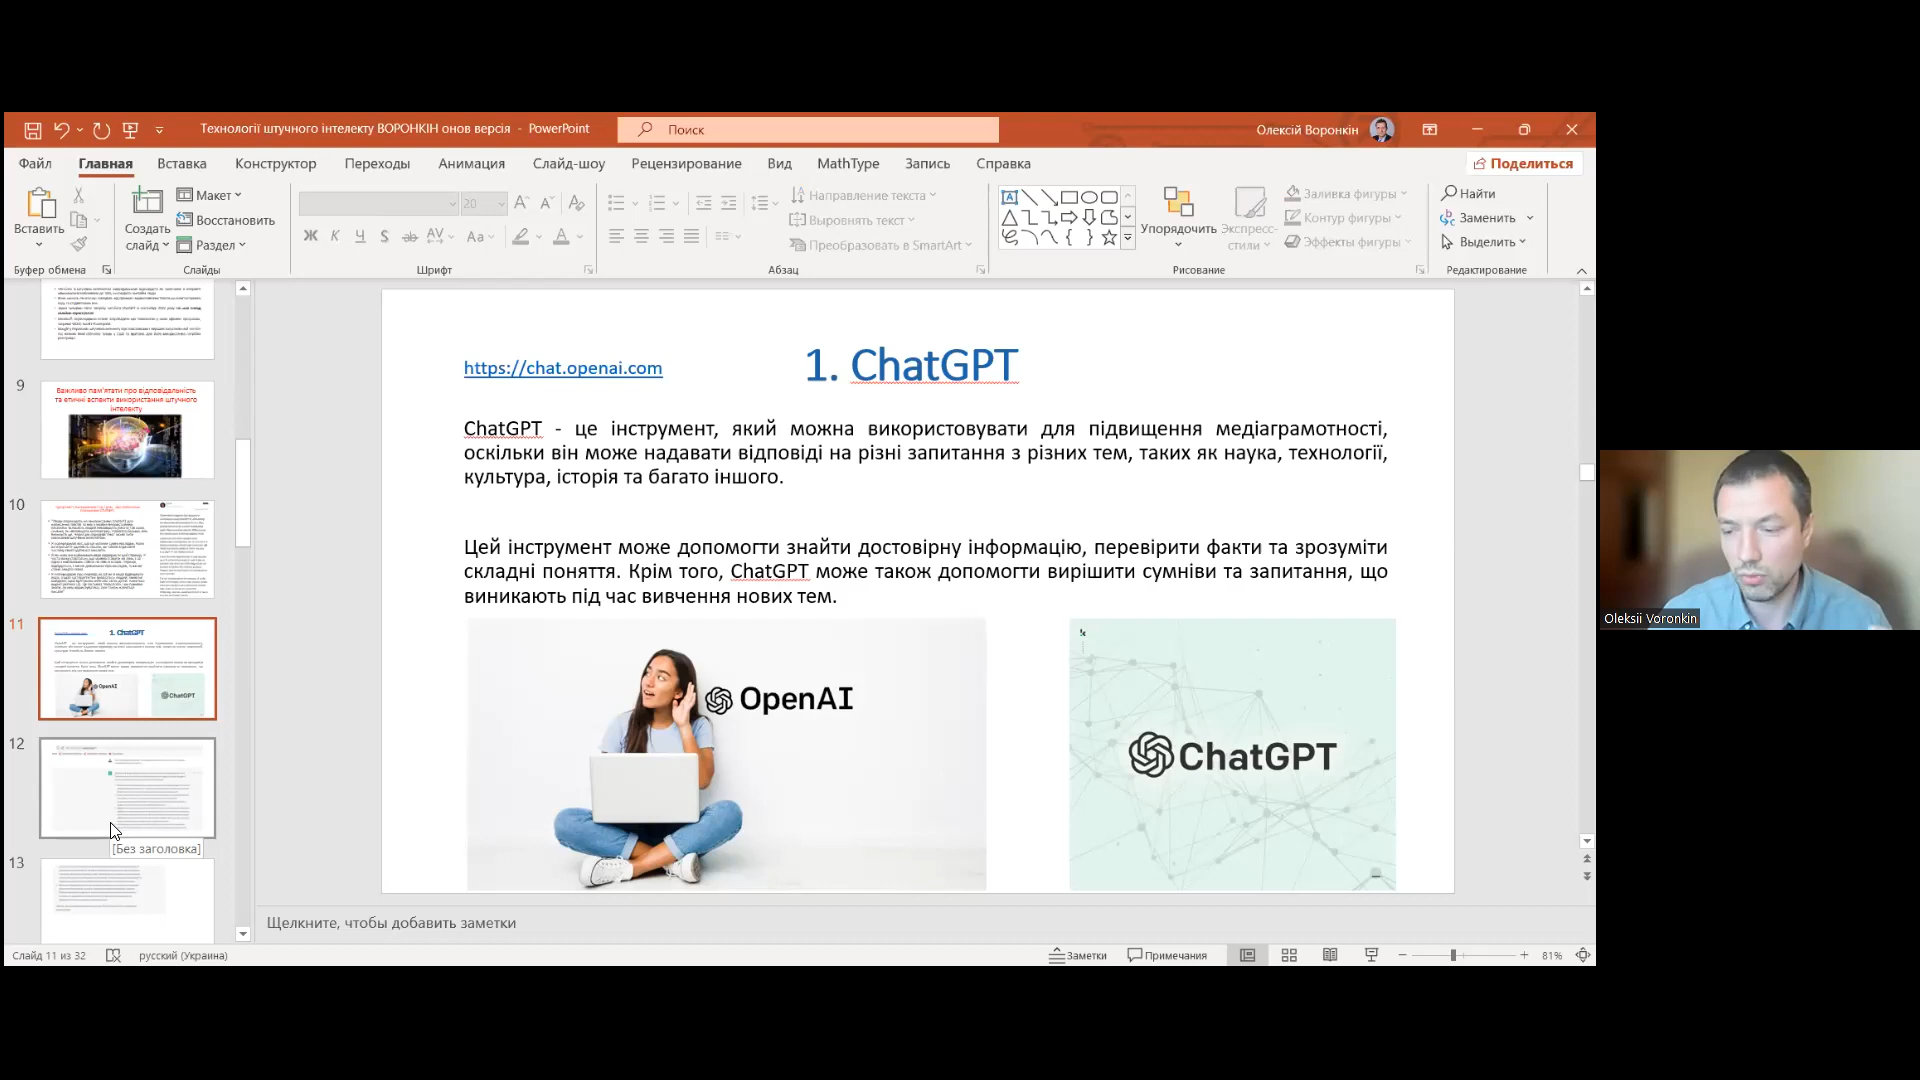 Технології штучного інтелекту ВОРОНКІН онов версія - PowerPoint
Поиск
Олексій Воронкін
Файл Главная Вставка Конструктор Переходы Анимация Слайд-шоу Рецензирование Вид MathType Запись Справка
Поделиться
Вставить
Создать слайд
Макет
Восстановить
Раздел
20
Ж К Ч S ab AV Aa
Направление текста
Выровнять текст
Преобразовать в SmartArt
Упорядочить
Экспресс-стили
Заливка фигуры
Контур фигуры
Эффекты фигуры
Найти
Заменить
Выделить
Буфер обмена Слайды Шрифт Абзац Рисование Редактирование
9
Важливо пам'ятати про відповідальність
та етичні аспекти використання штучного
інтелекту
10
11
1. ChatGPT
OpenAI
ChatGPT
12
[Без заголовка]
13
https://chat.openai.com
1. ChatGPT
ChatGPT - це інструмент, який можна використовувати для підвищення медіаграмотності,
оскільки він може надавати відповіді на різні запитання з різних тем, таких як наука, технології,
культура, історія та багато іншого.
Цей інструмент може допомогти знайти достовірну інформацію, перевірити факти та зрозуміти
складні поняття. Крім того, ChatGPT може також допомогти вирішити сумніви та запитання, що
виникають під час вивчення нових тем.
OpenAI
ChatGPT
Oleksii Voronkin
Щелкните, чтобы добавить заметки
Слайд 11 из 32
русский (Украина)
Заметки
Примечания
81%